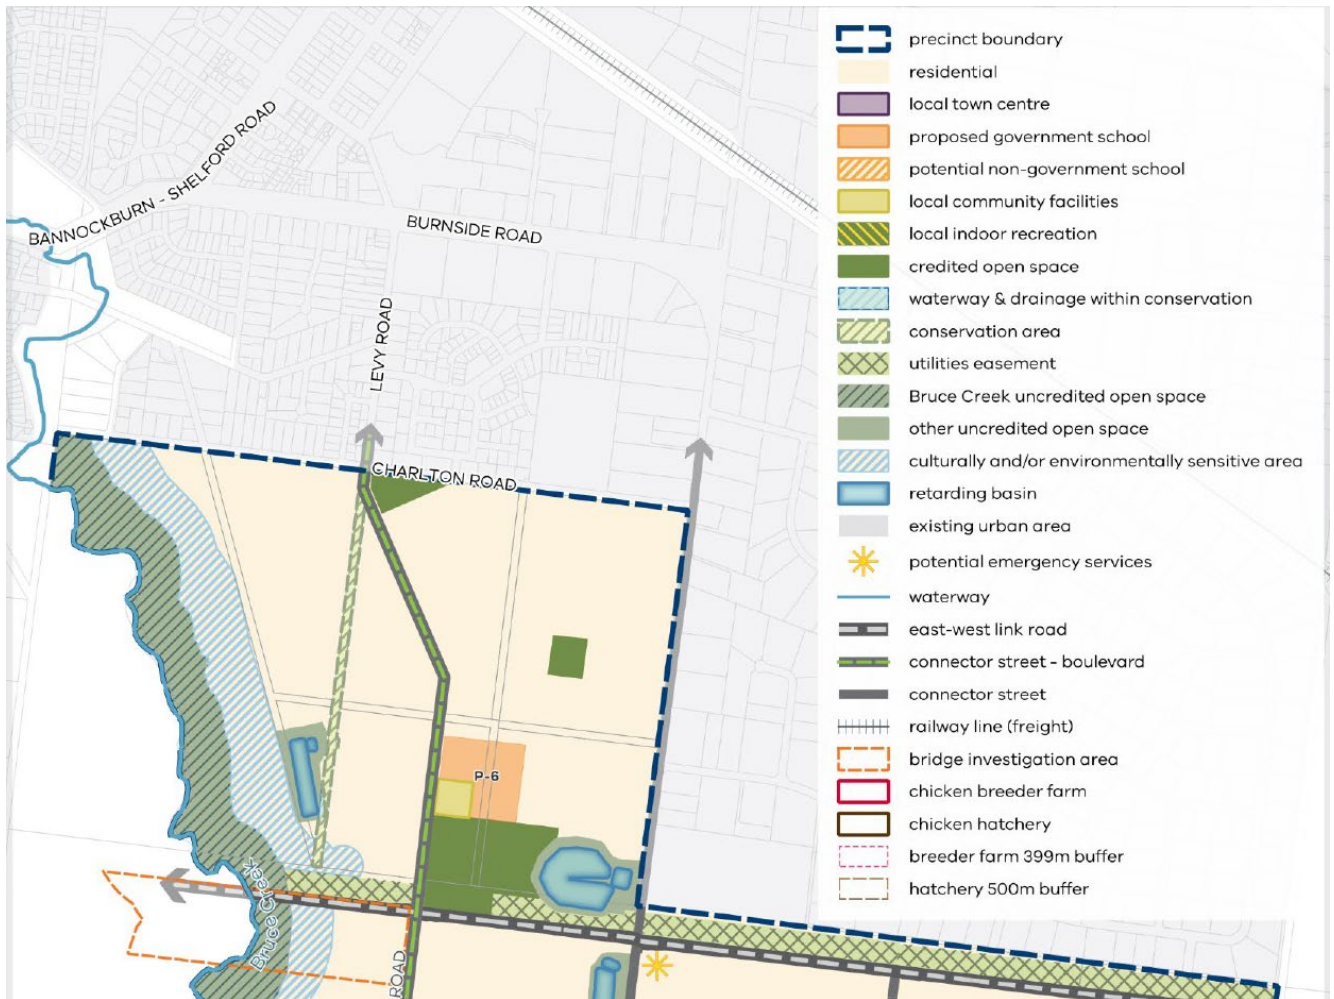 BANNOCKBURN - SHELFORD ROAD
BURNSIDE ROAD
LEVY ROAD
CHARLTON ROAD
P-6
Bruce Creek
ROAD
precinct boundary
residential
local town centre
proposed government school
potential non-government school
local community facilities
local indoor recreation
credited open space
waterway & drainage within conservation
conservation area
utilities easement
Bruce Creek uncredited open space
other uncredited open space
culturally and/or environmentally sensitive area
retarding basin
existing urban area
potential emergency services
waterway
east-west link road
connector street - boulevard
connector street
railway line (freight)
bridge investigation area
chicken breeder farm
chicken hatchery
breeder farm 399m buffer
hatchery 500m buffer